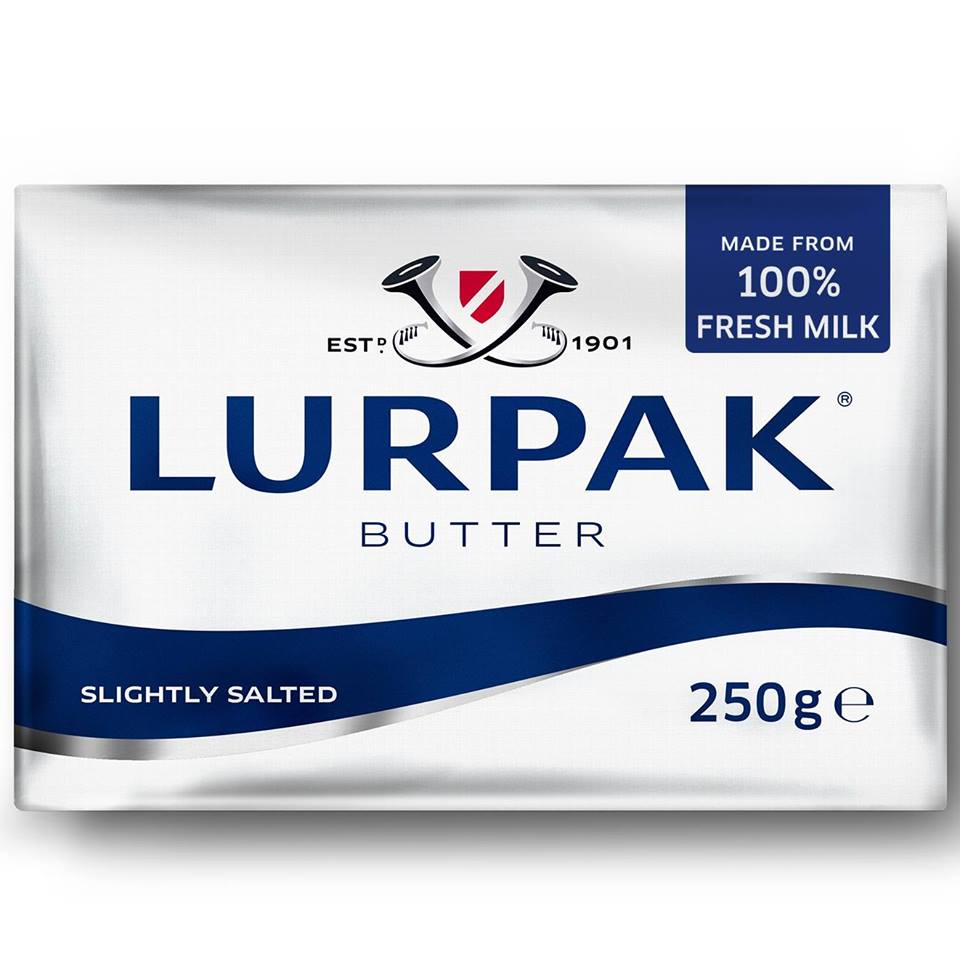 MADE FROM
100%
FRESH MILK
ESTD. 1901
LURPAK®
BUTTER
SLIGHTLY SALTED
250g ℮